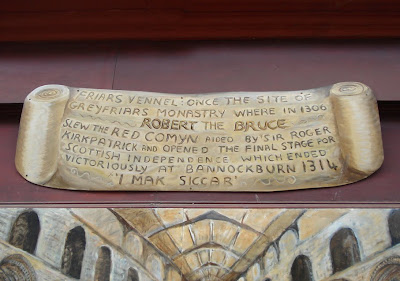 'FRIARS VENNEL': ONCE THE SITE OF
GREYFRIARS MONASTRY WHERE IN 1306
ROBERT THE BRUCE
SLEW THE RED COMYN AIDED BY SIR ROGER
KIRKPATRICK AND OPENED THE FINAL STAGE FOR
SCOTTISH INDEPENDENCE WHICH ENDED
VICTORIOUSLY AT BANNOCKBURN 1314
'I MAK SICCAR'